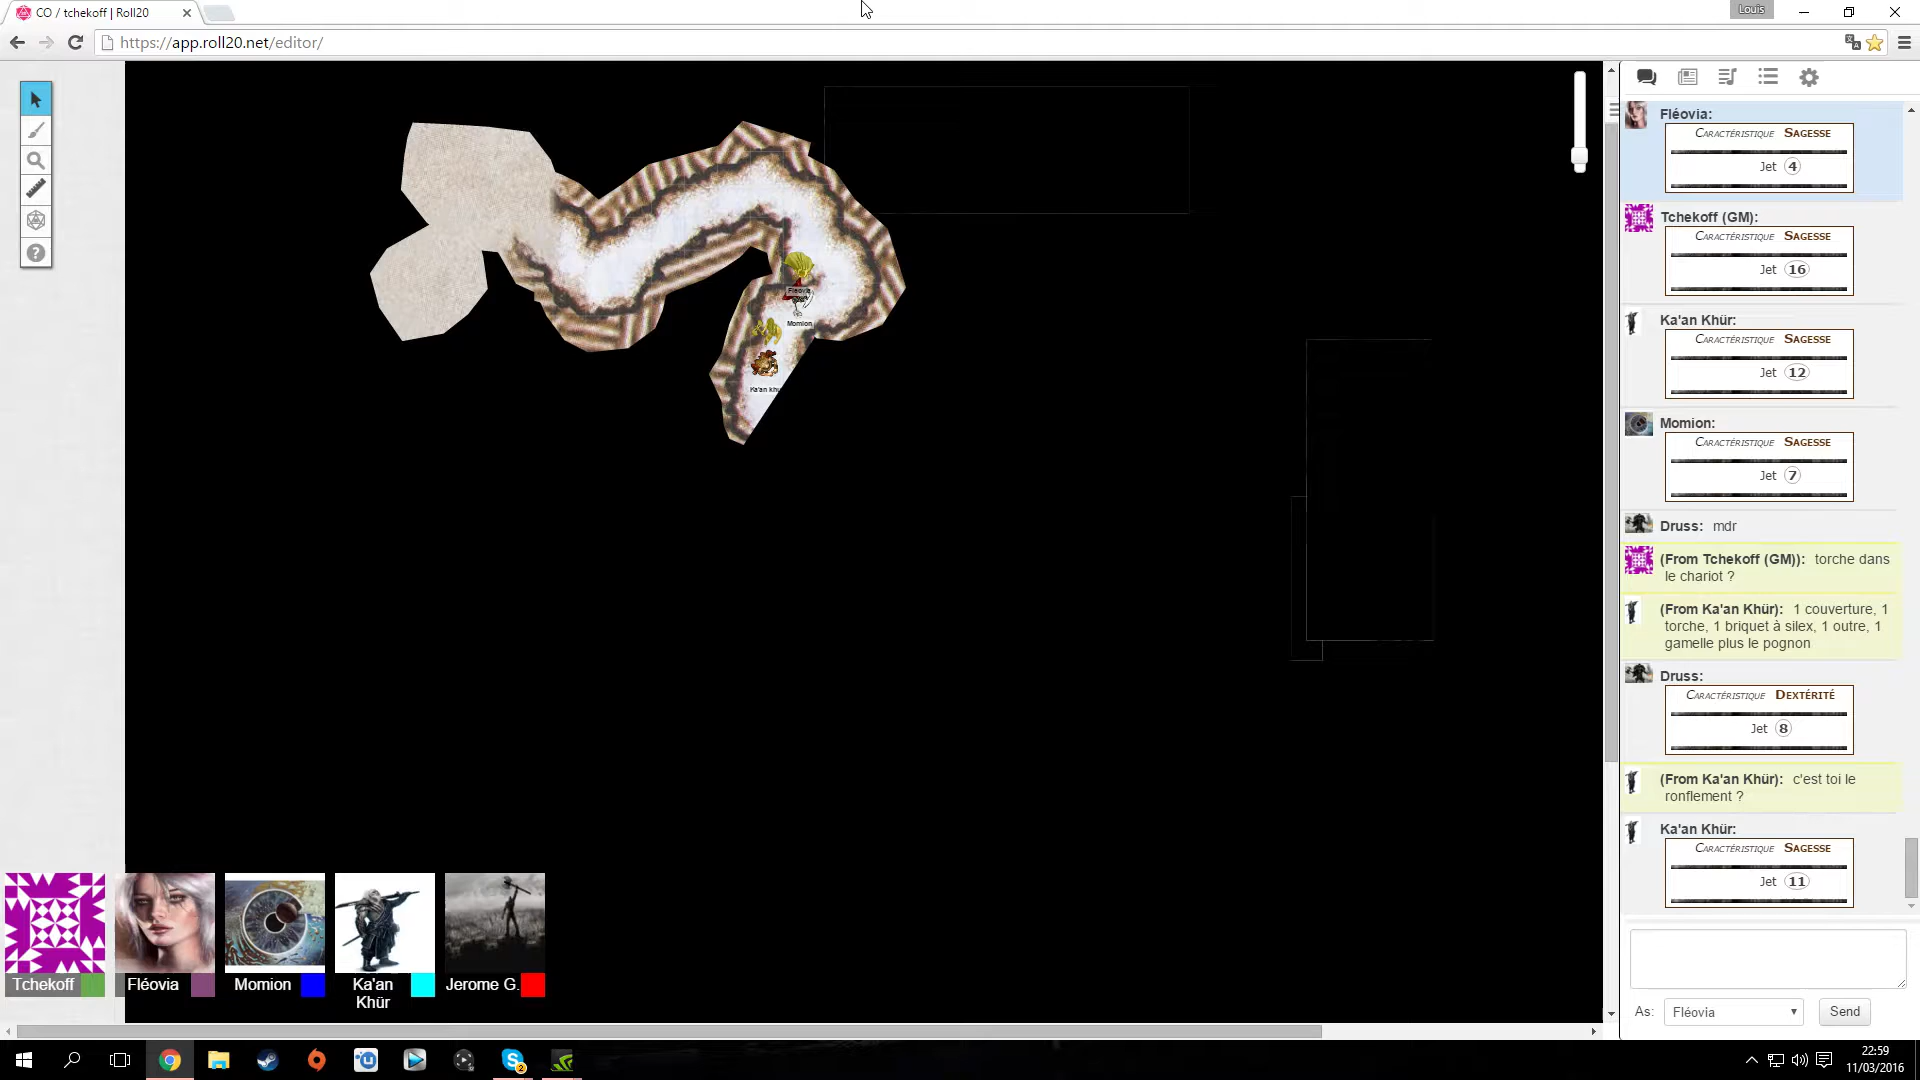 CO / tchekoff | Roll20
Louis
https://app.roll20.net/editor/
Fléovia:
Caractéristique Sagesse
Jet 4
Tchekoff (GM):
Caractéristique Sagesse
Jet 16
Ka'an Khür:
Caractéristique Sagesse
Jet 12
Momion:
Caractéristique Sagesse
Jet 7
Druss: mdr
(From Tchekoff (GM)): torche dans
le chariot ?
(From Ka'an Khür): 1 couverture, 1
torche, 1 briquet à silex, 1 outre, 1
gamelle plus le pognon
Druss:
Caractéristique Dextérité
Jet 8
(From Ka'an Khür): c'est toi le
ronflement ?
Ka'an Khür:
Caractéristique Sagesse
Jet 11
As: Fléovia Send
Fléovia
Momion
Ka'an khu
Tchekoff
Fléovia
Momion
Ka'an
Khür
Jerome G.
2
22:59
11/03/2016